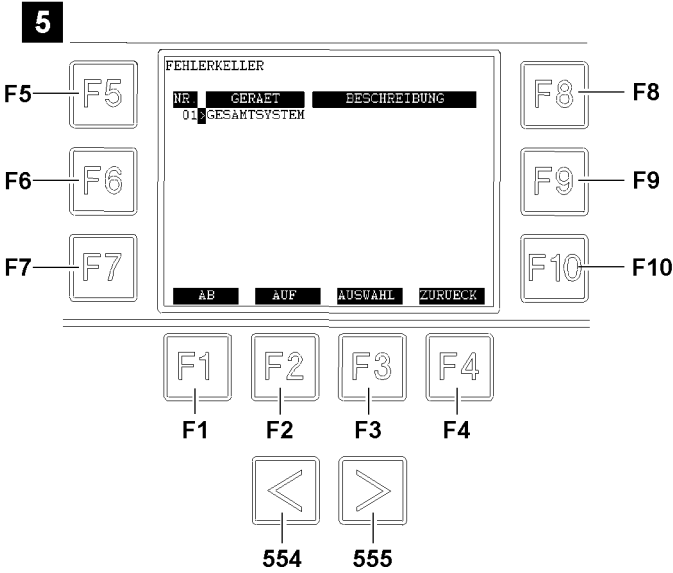 5
FEHLERKELLER
F5 F5 F8 F8
NR. GERAET BESCHREIBUNG
01>GESAMTSYSTEM
F6 F6 F9 F9
F7 F7 F10 F10
AB AUF AUSWAHL ZURUECK
F1 F2 F3 F4
F1 F2 F3 F4
< >
554 555